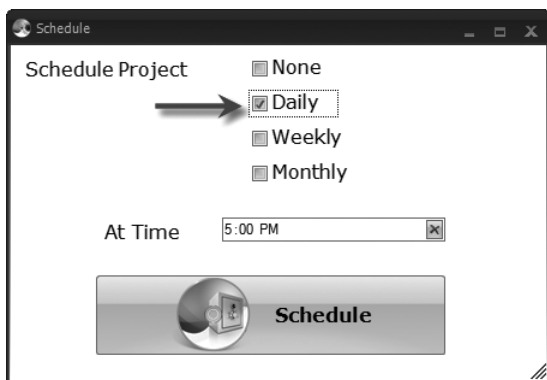 Schedule
Schedule Project
None
Daily
Weekly
Monthly
At Time
5:00 PM
Schedule